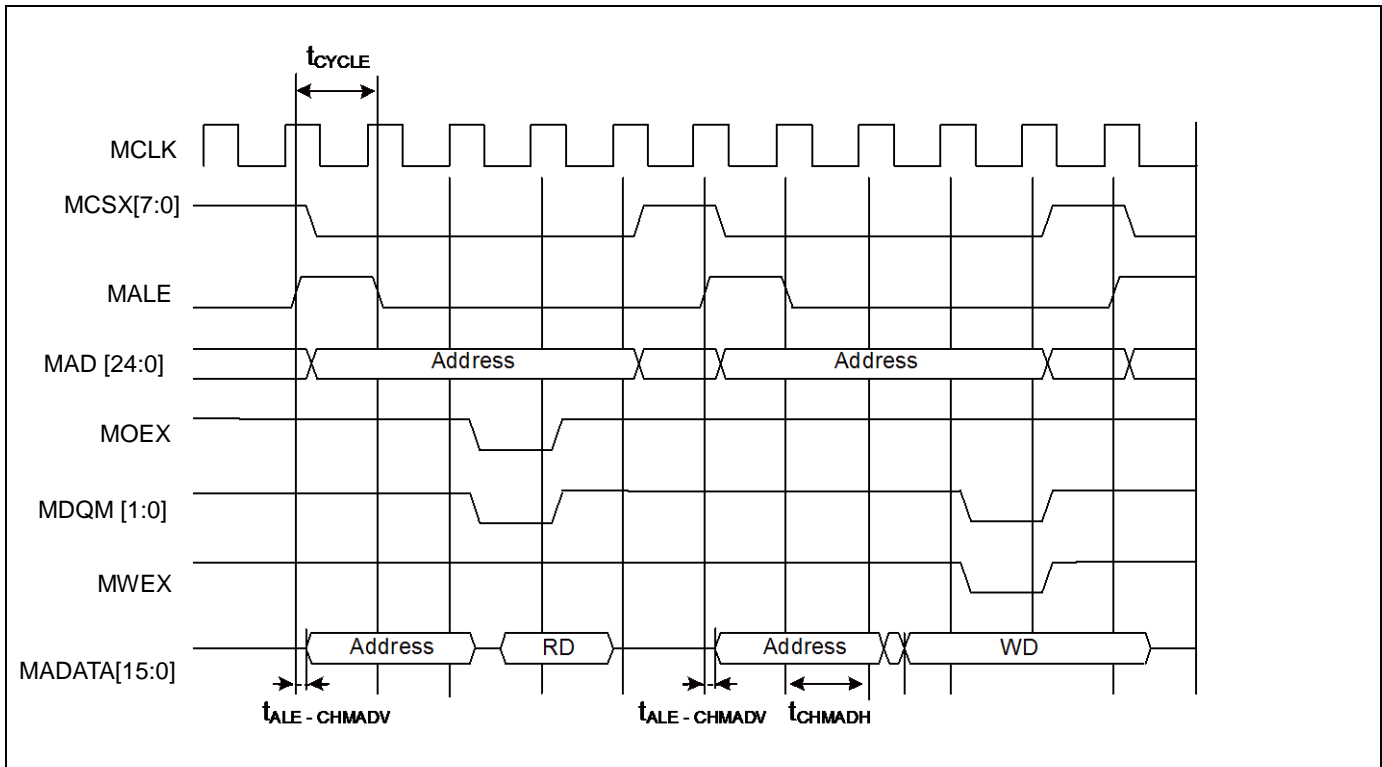 tCYCLE
MCLK
MCSX[7:0]
MALE
MAD [24:0]
Address
Address
MOEX
MDQM [1:0]
MWEX
MADATA[15:0]
Address
RD
Address
WD
tALE - CHMADV
tALE - CHMADV
tCHMADH